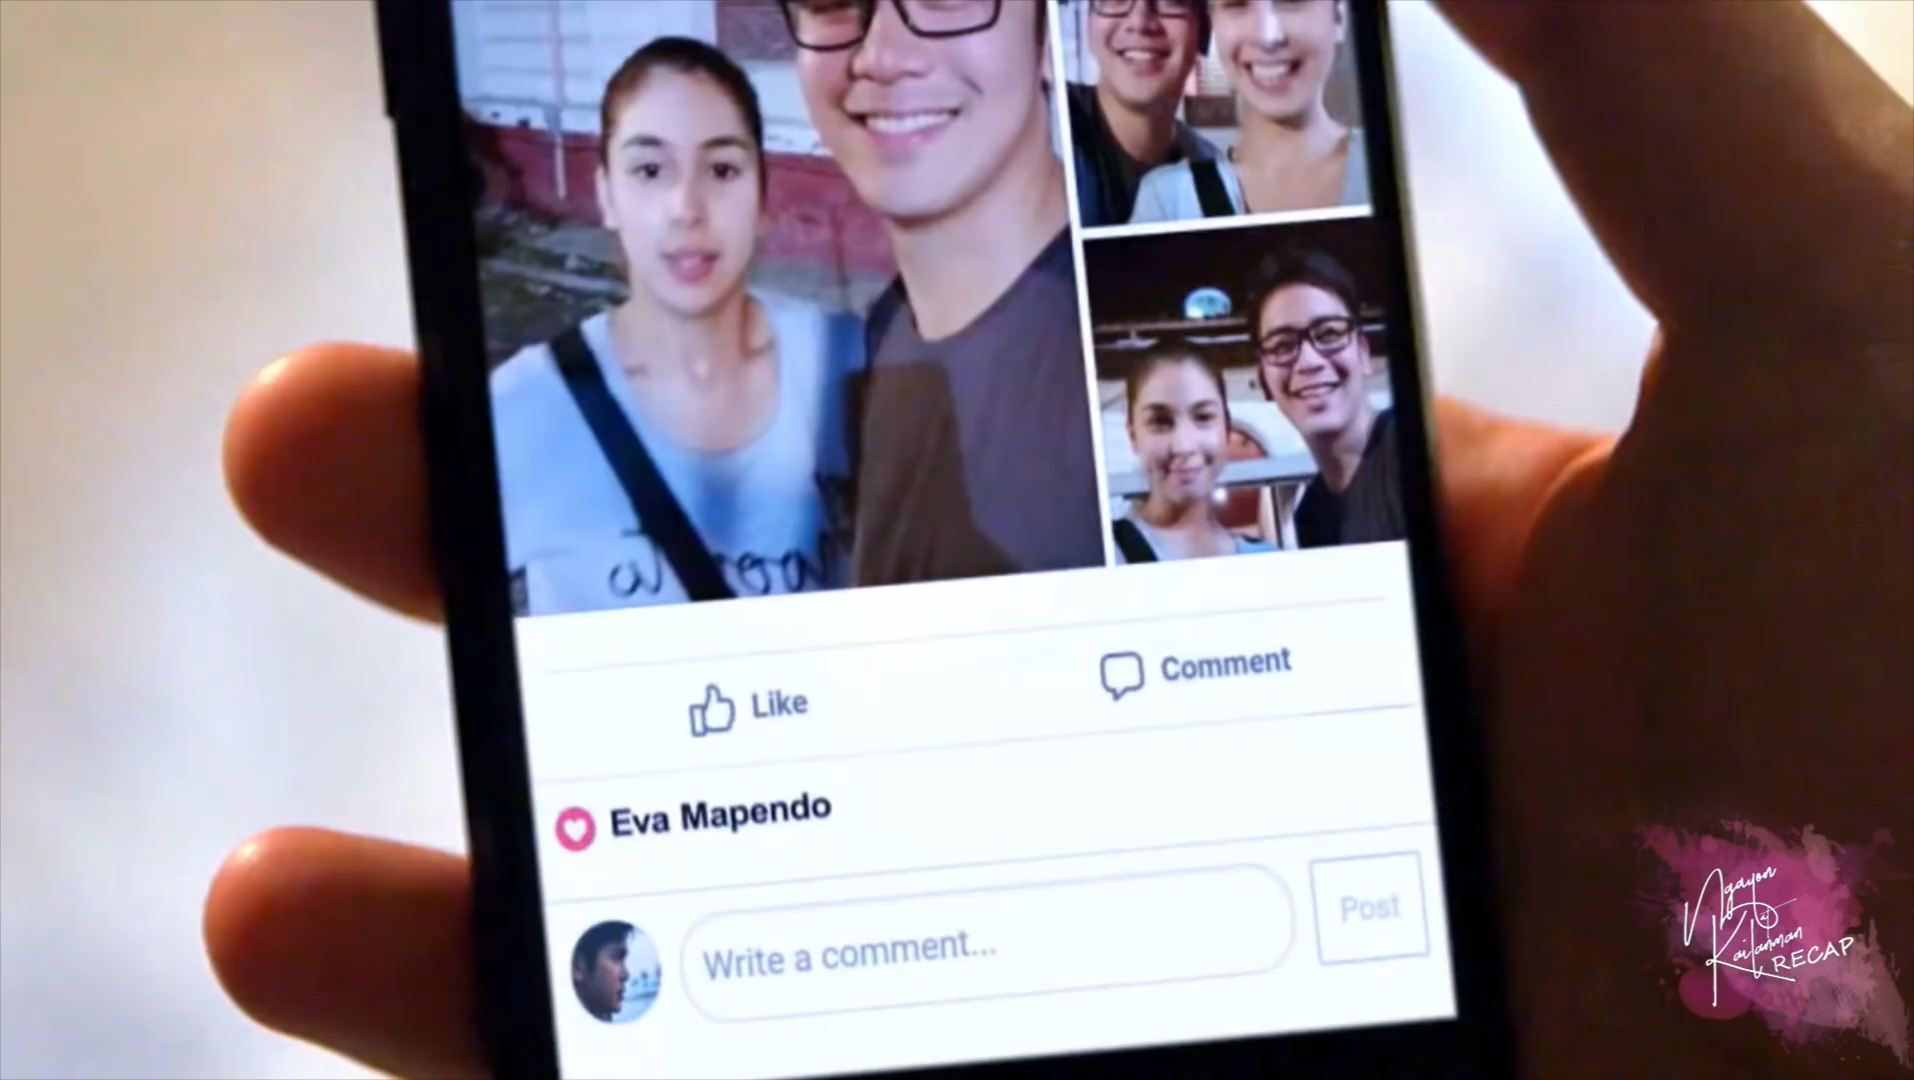 Like
Comment
Eva Mapendo
Write a comment...
Post
Ngayon
at
Kailanman
RECAP